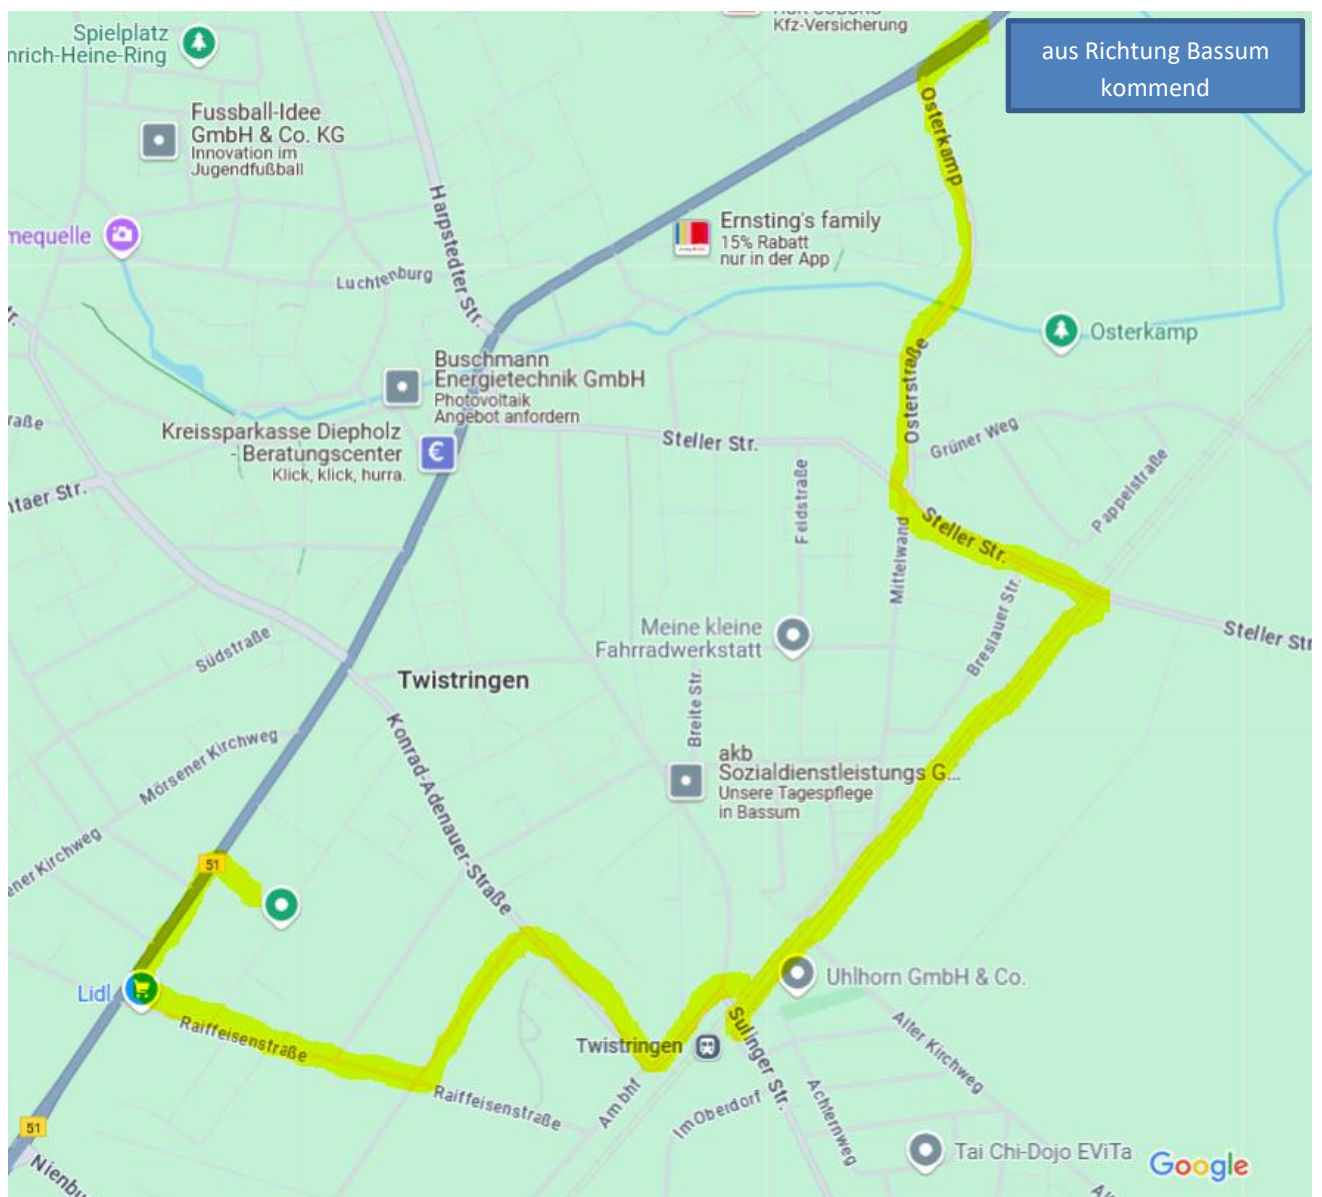 Kfz-Versicherung
aus Richtung Bassum
kommend
Spielplatz
nrich-Heine-Ring
Osterkamp
Fussball-Idee
GmbH & Co. KG
Innovation im
Jugendfußball
Harpstedter Str.
Ernsting's family
15% Rabatt
nur in der App
mequelle
Luchtenburg
Osterkamp
Buschmann
Energietechnik GmbH
Photovoltaik
Angebot anfordern
Osterstraße
raße
Kreissparkasse Diepholz
- Beratungscenter
Klick, klick, hurra.
€
Steller Str.
Grüner Weg
Pappelstraße
ntaer Str.
Feldstraße
Steller Str.
Mittelwand
Breslauer Str.
Meine kleine
Fahrradwerkstatt
Steller Str
Südstraße
Twistringen
Breite Str.
Konrad-Adenauer-Straße
Mörsener Kirchweg
akb
Sozialdienstleistungs G...
Unsere Tagespflege
in Bassum
ener Kirchweg
51
Lidl
Uhlhorn GmbH & Co.
Raiffeisenstraße
Twistringen
Sulinger Str.
Alter Kirchweg
Raiffeisenstraße
Am bhf
Im Oberdorf
Achternweg
51
Nienbu
Tai Chi-Dojo EViTa
Google